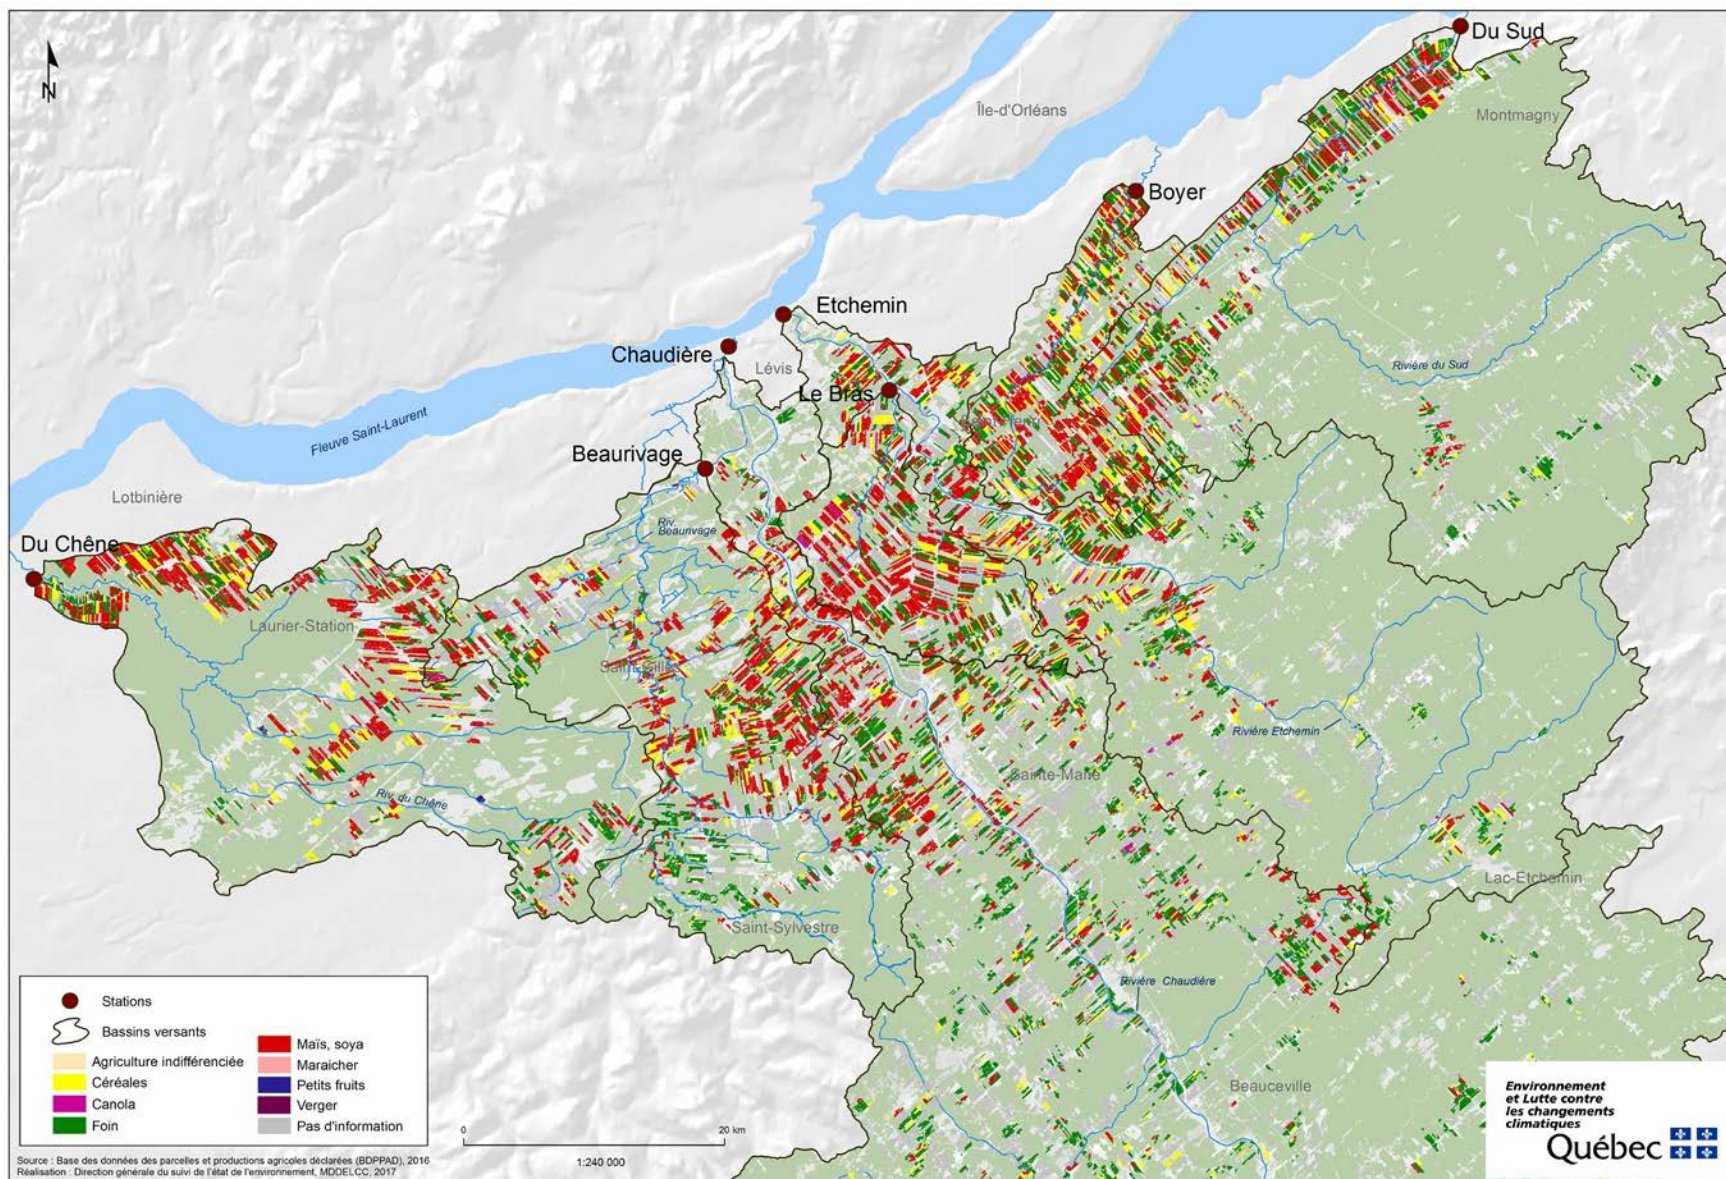 N
Du Sud
Île-d'Orléans
Montmagny
Boyer
Etchemin
Chaudière
Lévis
Rivière du Sud
Le Bras
Fleuve Saint-Laurent
Beaurivage
Lotbinière
Riv.
Beaurivage
Du Chêne
Laurier-Station
Rivière Etchemin
Sainte-Marie
Riv. du Chêne
Lac-Etchemin
Saint-Sylvestre
Rivière Chaudière
Beauceville
Stations
Bassins versants
Agriculture indifférenciée
Céréales
Canola
Foin
Maïs, soya
Maraicher
Petits fruits
Verger
Pas d'information
0
20 km
1:240 000
Source : Base des données des parcelles et productions agricoles déclarées (BDPPAD), 2016
Réalisation : Direction générale du suivi de l'état de l'environnement, MDDELCC, 2017
Environnement
et Lutte contre
les changements
climatiques
Québec